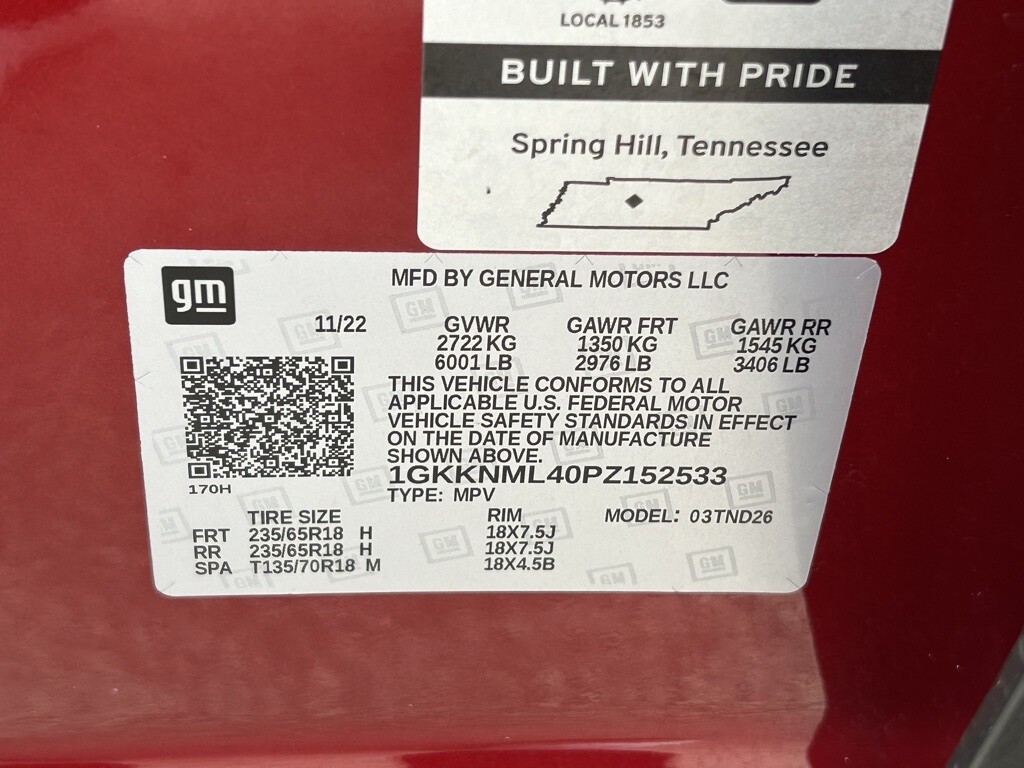 LOCAL 1853
BUILT WITH PRIDE
Spring Hill, Tennessee
gm
MFD BY GENERAL MOTORS LLC
11/22 GVWR GAWR FRT GAWR RR
2722 KG 1350 KG 1545 KG
6001 LB 2976 LB 3406 LB
THIS VEHICLE CONFORMS TO ALL
APPLICABLE U.S. FEDERAL MOTOR
VEHICLE SAFETY STANDARDS IN EFFECT
ON THE DATE OF MANUFACTURE
SHOWN ABOVE.
1GKKNML40PZ152533
170H
TYPE: MPV
TIRE SIZE RIM MODEL: 03TND26
FRT 235/65R18 H 18X7.5J
RR 235/65R18 H 18X7.5J
SPA T135/70R18 M 18X4.5B